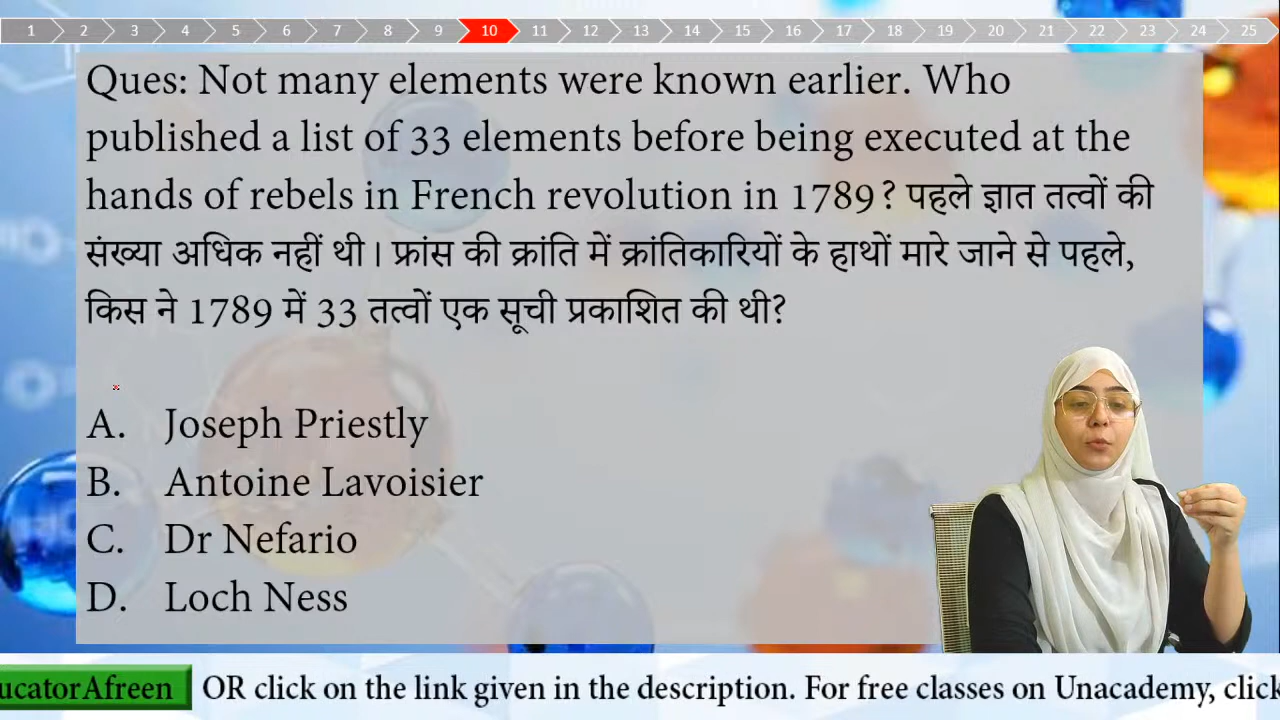 1 2 3 4 5 6 7 8 9 10 11 12 13 14 15 16 17 18 19 20 21 22 23 24 25
Ques: Not many elements were known earlier. Who
published a list of 33 elements before being executed at the
hands of rebels in French revolution in 1789? पहले ज्ञात तत्वों की
संख्या अधिक नहीं थी। फ्रांस की क्रांति में क्रांतिकारियों के हाथों मारे जाने से पहले,
किस ने 1789 में 33 तत्वों एक सूची प्रकाशित की थी?
A. Joseph Priestly
B. Antoine Lavoisier
C. Dr Nefario
D. Loch Ness
ucatorAfreen OR click on the link given in the description. For free classes on Unacademy, click